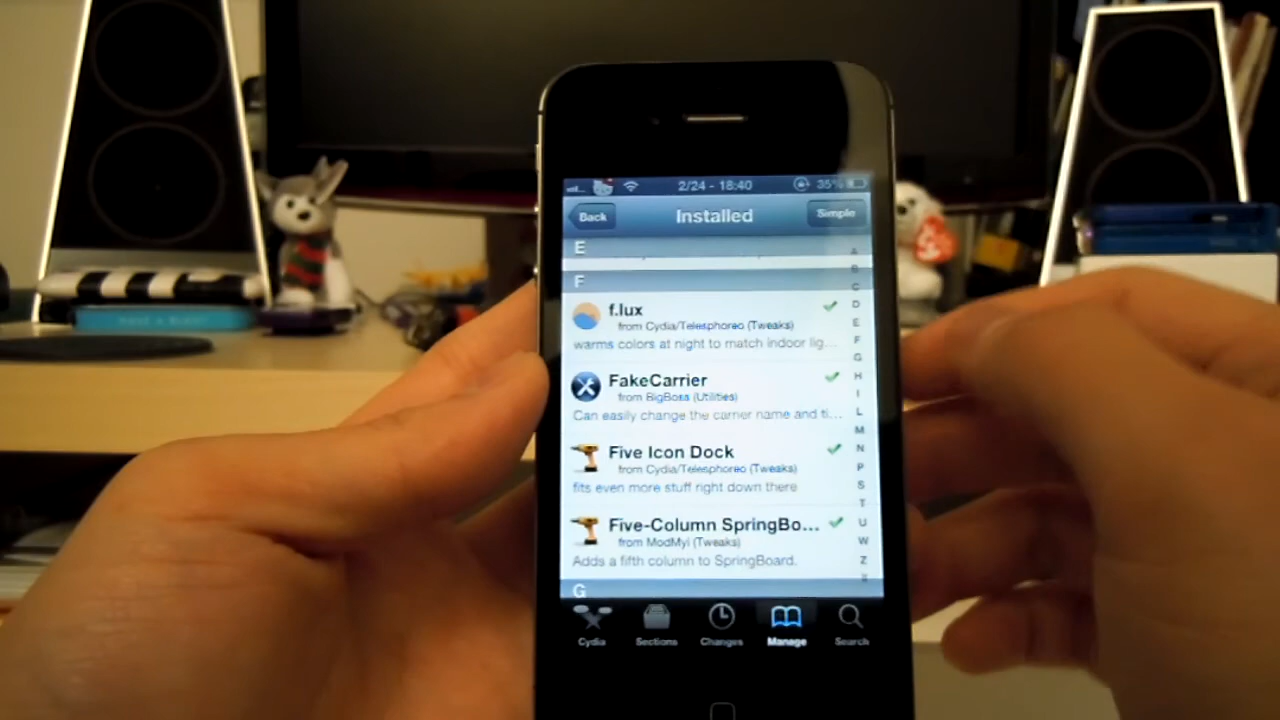 2/24 - 18:40 35%
Back Installed Simple
E
F
f.lux
from Cydia/Telesphoreo (Tweaks)
warms colors at night to match indoor lig...
FakeCarrier
from BigBoss (Utilities)
Can easily change the carrier name and ti...
Five Icon Dock
from Cydia/Telesphoreo (Tweaks)
fits even more stuff right down there
Five-Column SpringBo...
from ModMyi (Tweaks)
Adds a fifth column to SpringBoard.
G
A
B
C
D
E
F
G
H
I
L
M
N
P
S
T
U
W
Z
Cydia Sections Changes Manage Search